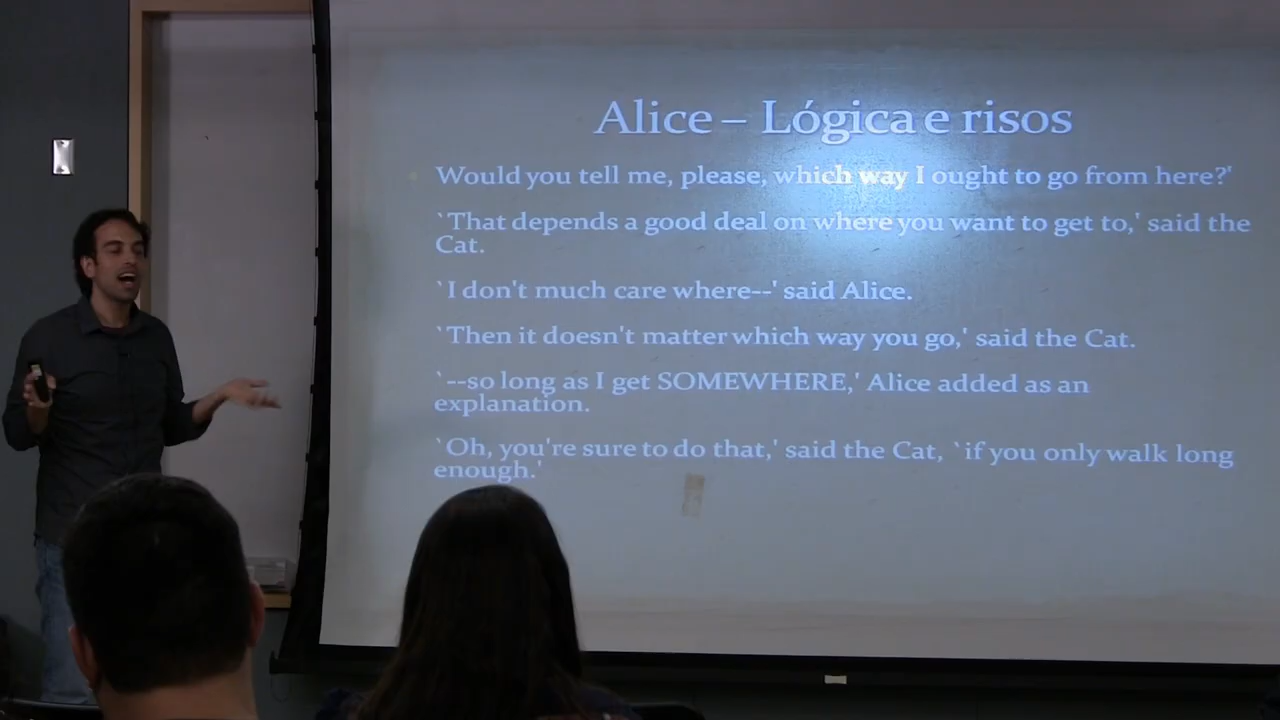 Alice – Lógica e risos
Would you tell me, please, which way I ought to go from here?'
`That depends a good deal on where you want to get to,' said the
Cat.
`I don't much care where--' said Alice.
`Then it doesn't matter which way you go,' said the Cat.
`--so long as I get SOMEWHERE,' Alice added as an
explanation.
`Oh, you're sure to do that,' said the Cat, `if you only walk long
enough.'